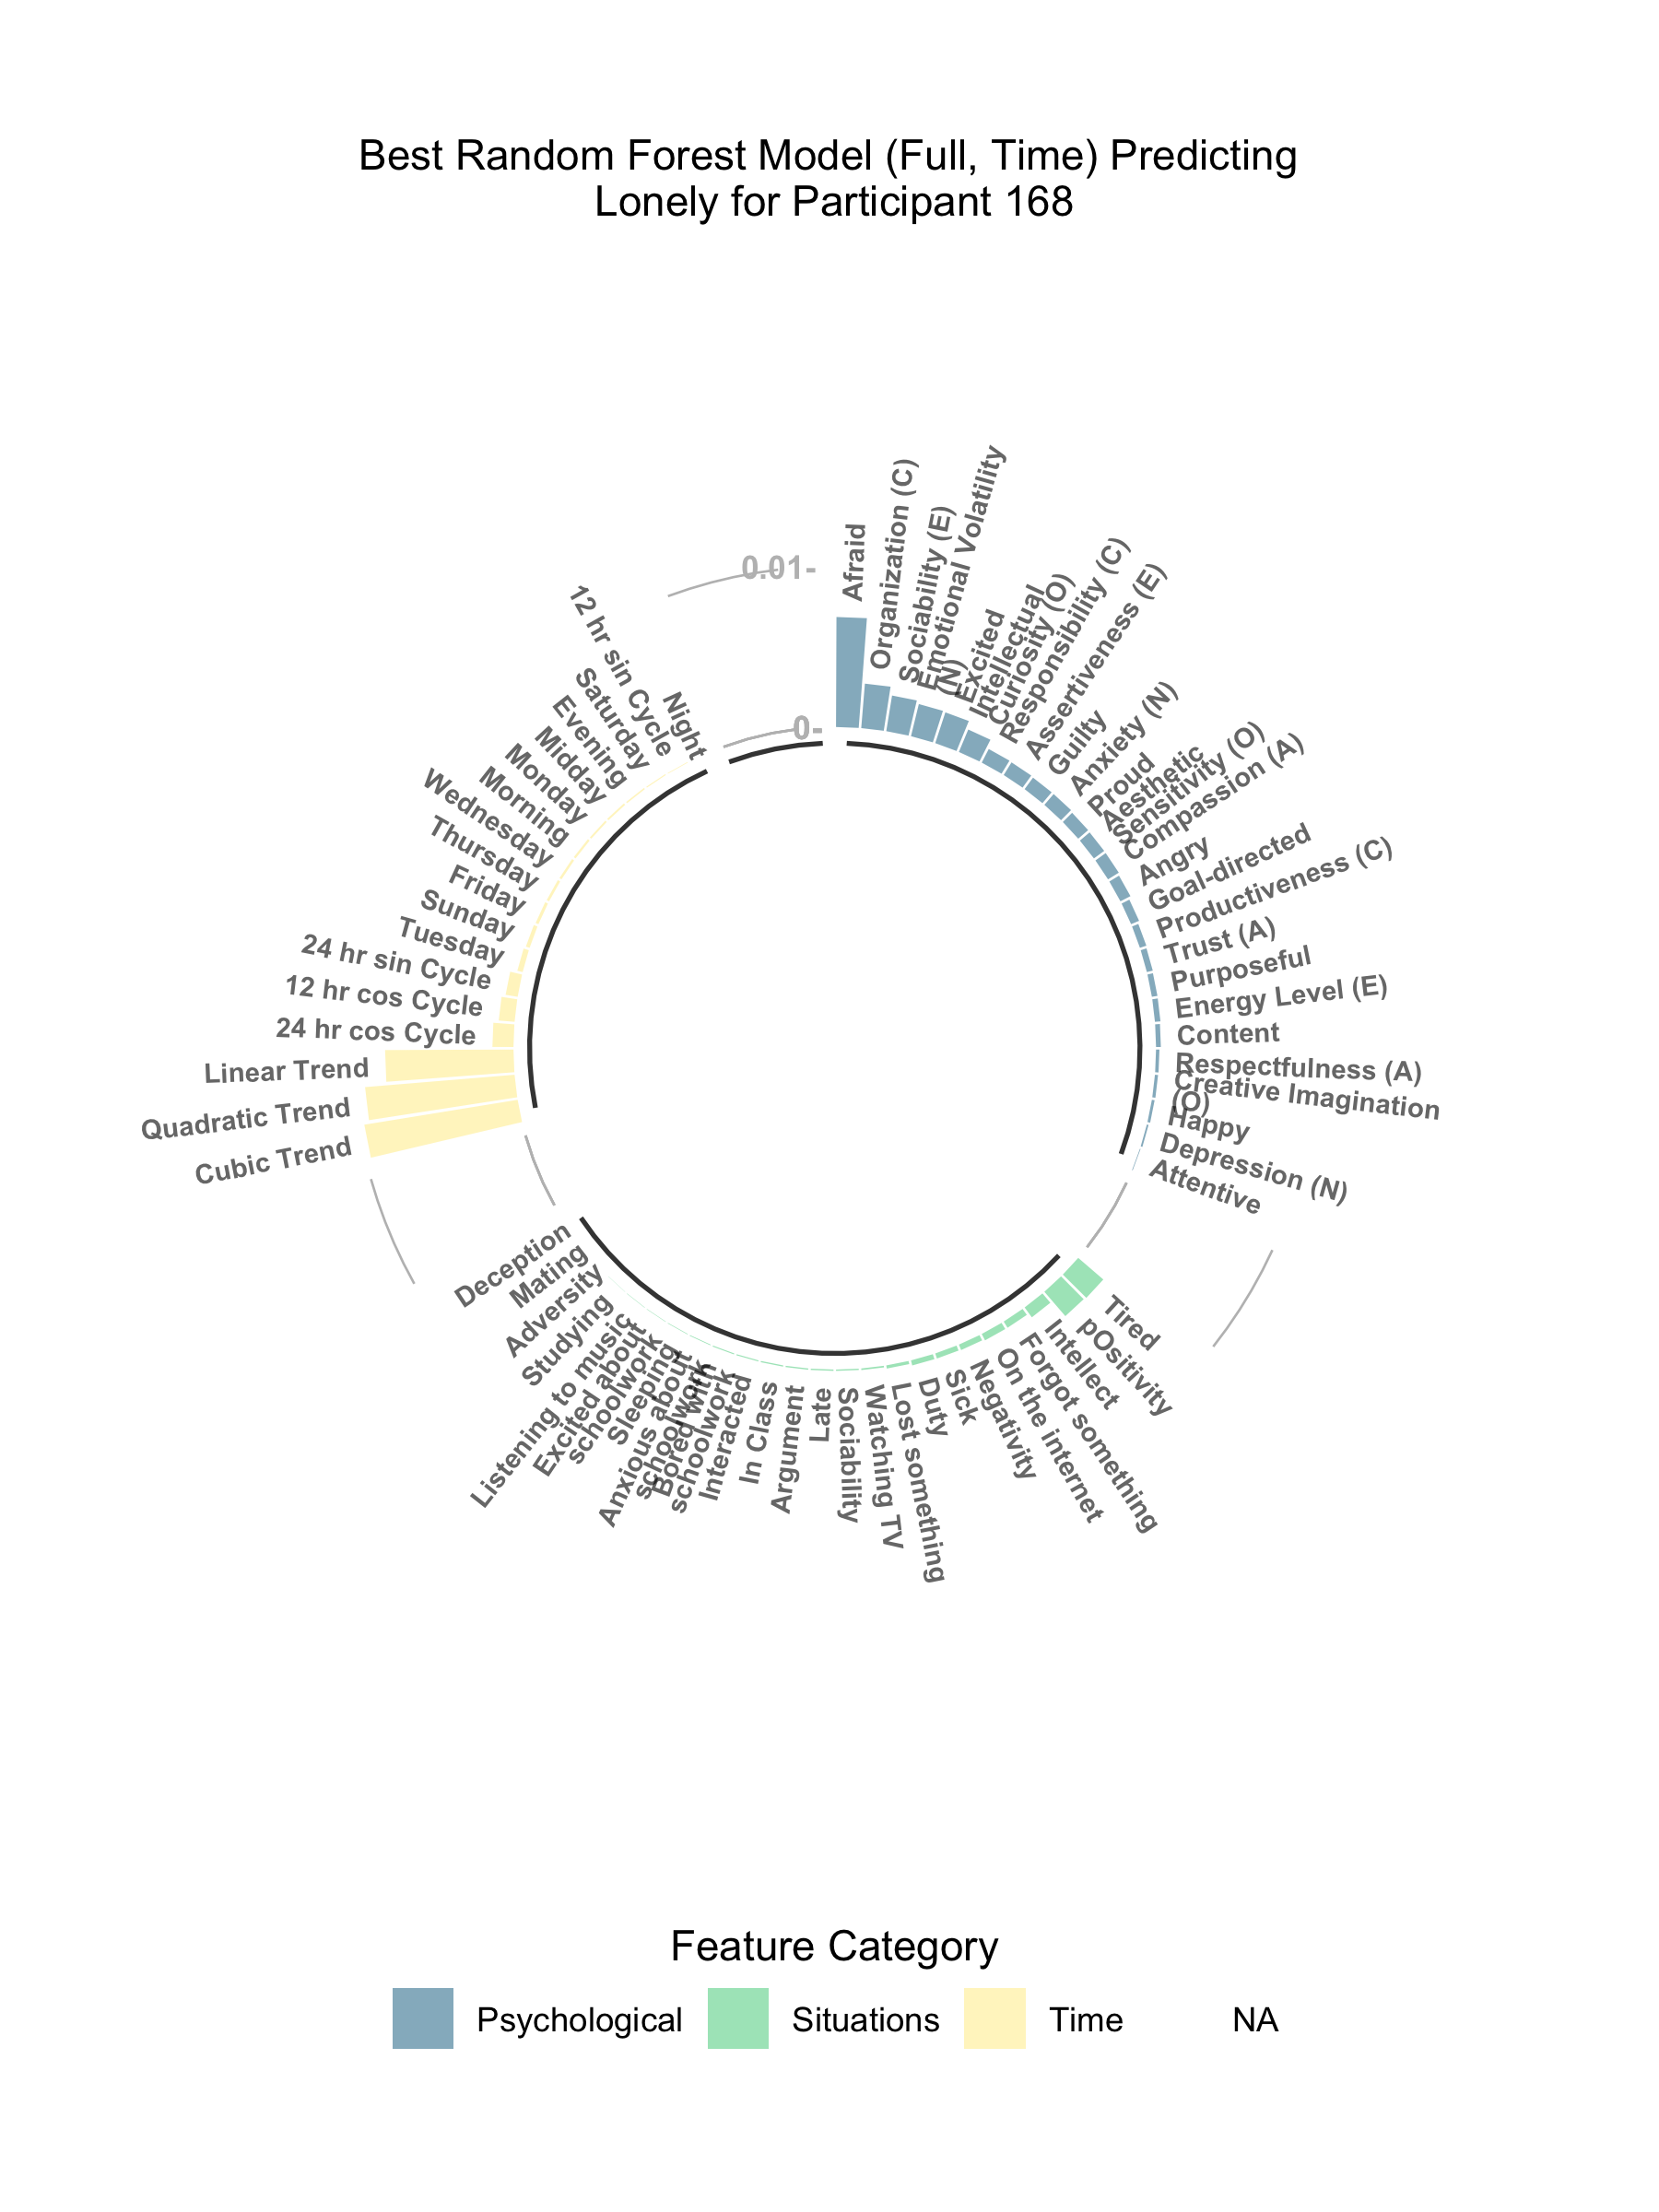 Best Random Forest Model (Full, Time) Predicting
Lonely for Participant 168
0.01-
0-
Afraid
Organization (C)
Sociability (E)
Emotional Volatility
(N)
Excited
Intellectual
Curiosity (O)
Responsibility (C)
Assertiveness (E)
Guilty
Anxiety (N)
Proud
Aesthetic
Sensitivity (O)
Compassion (A)
Angry
Goal-directed
Productiveness (C)
Trust (A)
Purposeful
Energy Level (E)
Content
Respectfulness (A)
Creative Imagination
(O)
Happy
Depression (N)
Attentive
Tired
pOsitivity
Intellect
Forgot something
On the internet
Negativity
Sick
Duty
Lost something
Watching TV
Sociability
Late
Argument
In Class
Interacted
Bored with
schoolwork
Anxious about
schoolwork
Sleeping
Excited about
schoolwork
Listening to music
Studying
Adversity
Mating
Deception
Cubic Trend
Quadratic Trend
Linear Trend
24 hr cos Cycle
12 hr cos Cycle
24 hr sin Cycle
Tuesday
Sunday
Friday
Thursday
Wednesday
Morning
Monday
Midday
Evening
Saturday
12 hr sin Cycle
Night
Feature Category
Psychological
Situations
Time
NA